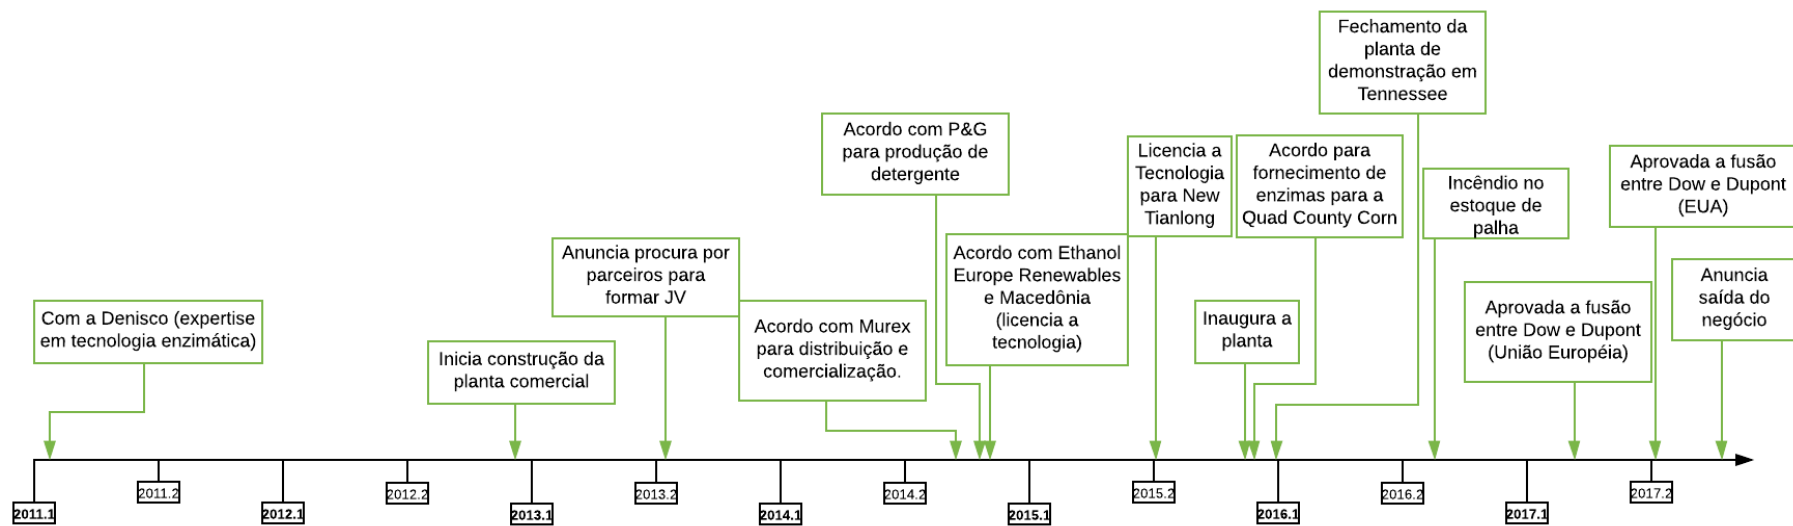 Com a Denisco (expertise
em tecnologia enzimática)
Inicia construção da
planta comercial
Anuncia procura por
parceiros para
formar JV
Acordo com Murex
para distribuição e
comercialização.
Acordo com P&G
para produção de
detergente
Acordo com Ethanol
Europe Renewables
e Macedônia
(licencia a
tecnologia)
Licencia a
Tecnologia
para New
Tianlong
Inaugura a
planta
Acordo para
fornecimento de
enzimas para a
Quad County Corn
Fechamento da
planta de
demonstração em
Tennessee
Incêndio no
estoque de
palha
Aprovada a fusão
entre Dow e Dupont
(União Européia)
Aprovada a fusão
entre Dow e Dupont
(EUA)
Anuncia
saída do
negócio
2011.1
2011.2
2012.1
2012.2
2013.1
2013.2
2014.1
2014.2
2015.1
2015.2
2016.1
2016.2
2017.1
2017.2